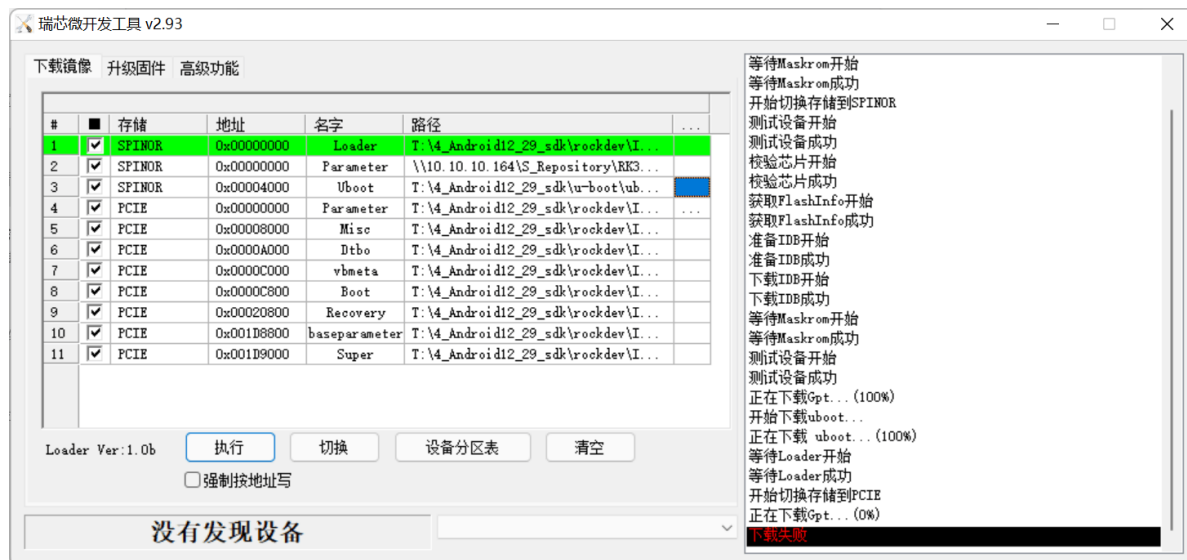 瑞芯微开发工具 v2.93
下载镜像 升级固件 高级功能
# 存储 地址 名字 路径 ...
1 SPINOR 0x00000000 Loader T:\4_Android12_29_sdk\rockdev\I...
2 SPINOR 0x00000000 Parameter \\10.10.10.164\S_Repository\RK3...
3 SPINOR 0x00004000 Uboot T:\4_Android12_29_sdk\u-boot\ub...
4 PCIE 0x00000000 Parameter T:\4_Android12_29_sdk\rockdev\I... ...
5 PCIE 0x00008000 Misc T:\4_Android12_29_sdk\rockdev\I...
6 PCIE 0x0000A000 Dtbo T:\4_Android12_29_sdk\rockdev\I...
7 PCIE 0x0000C000 vbmeta T:\4_Android12_29_sdk\rockdev\I...
8 PCIE 0x0000C800 Boot T:\4_Android12_29_sdk\rockdev\I...
9 PCIE 0x00020800 Recovery T:\4_Android12_29_sdk\rockdev\I...
10 PCIE 0x001D8800 baseparameter T:\4_Android12_29_sdk\rockdev\I...
11 PCIE 0x001D9000 Super T:\4_Android12_29_sdk\rockdev\I...
Loader Ver:1.0b 执行 切换 设备分区表 清空
强制按地址写
没有发现设备
等待Maskrom开始
等待Maskrom成功
开始切换存储到SPINOR
测试设备开始
测试设备成功
校验芯片开始
校验芯片成功
获取FlashInfo开始
获取FlashInfo成功
准备IDB开始
准备IDB成功
下载IDB开始
下载IDB成功
等待Maskrom开始
等待Maskrom成功
测试设备开始
测试设备成功
正在下载Gpt...(100%)
开始下载uboot...
正在下载 uboot...(100%)
等待Loader开始
等待Loader成功
开始切换存储到PCIE
正在下载Gpt...(0%)
下载失败